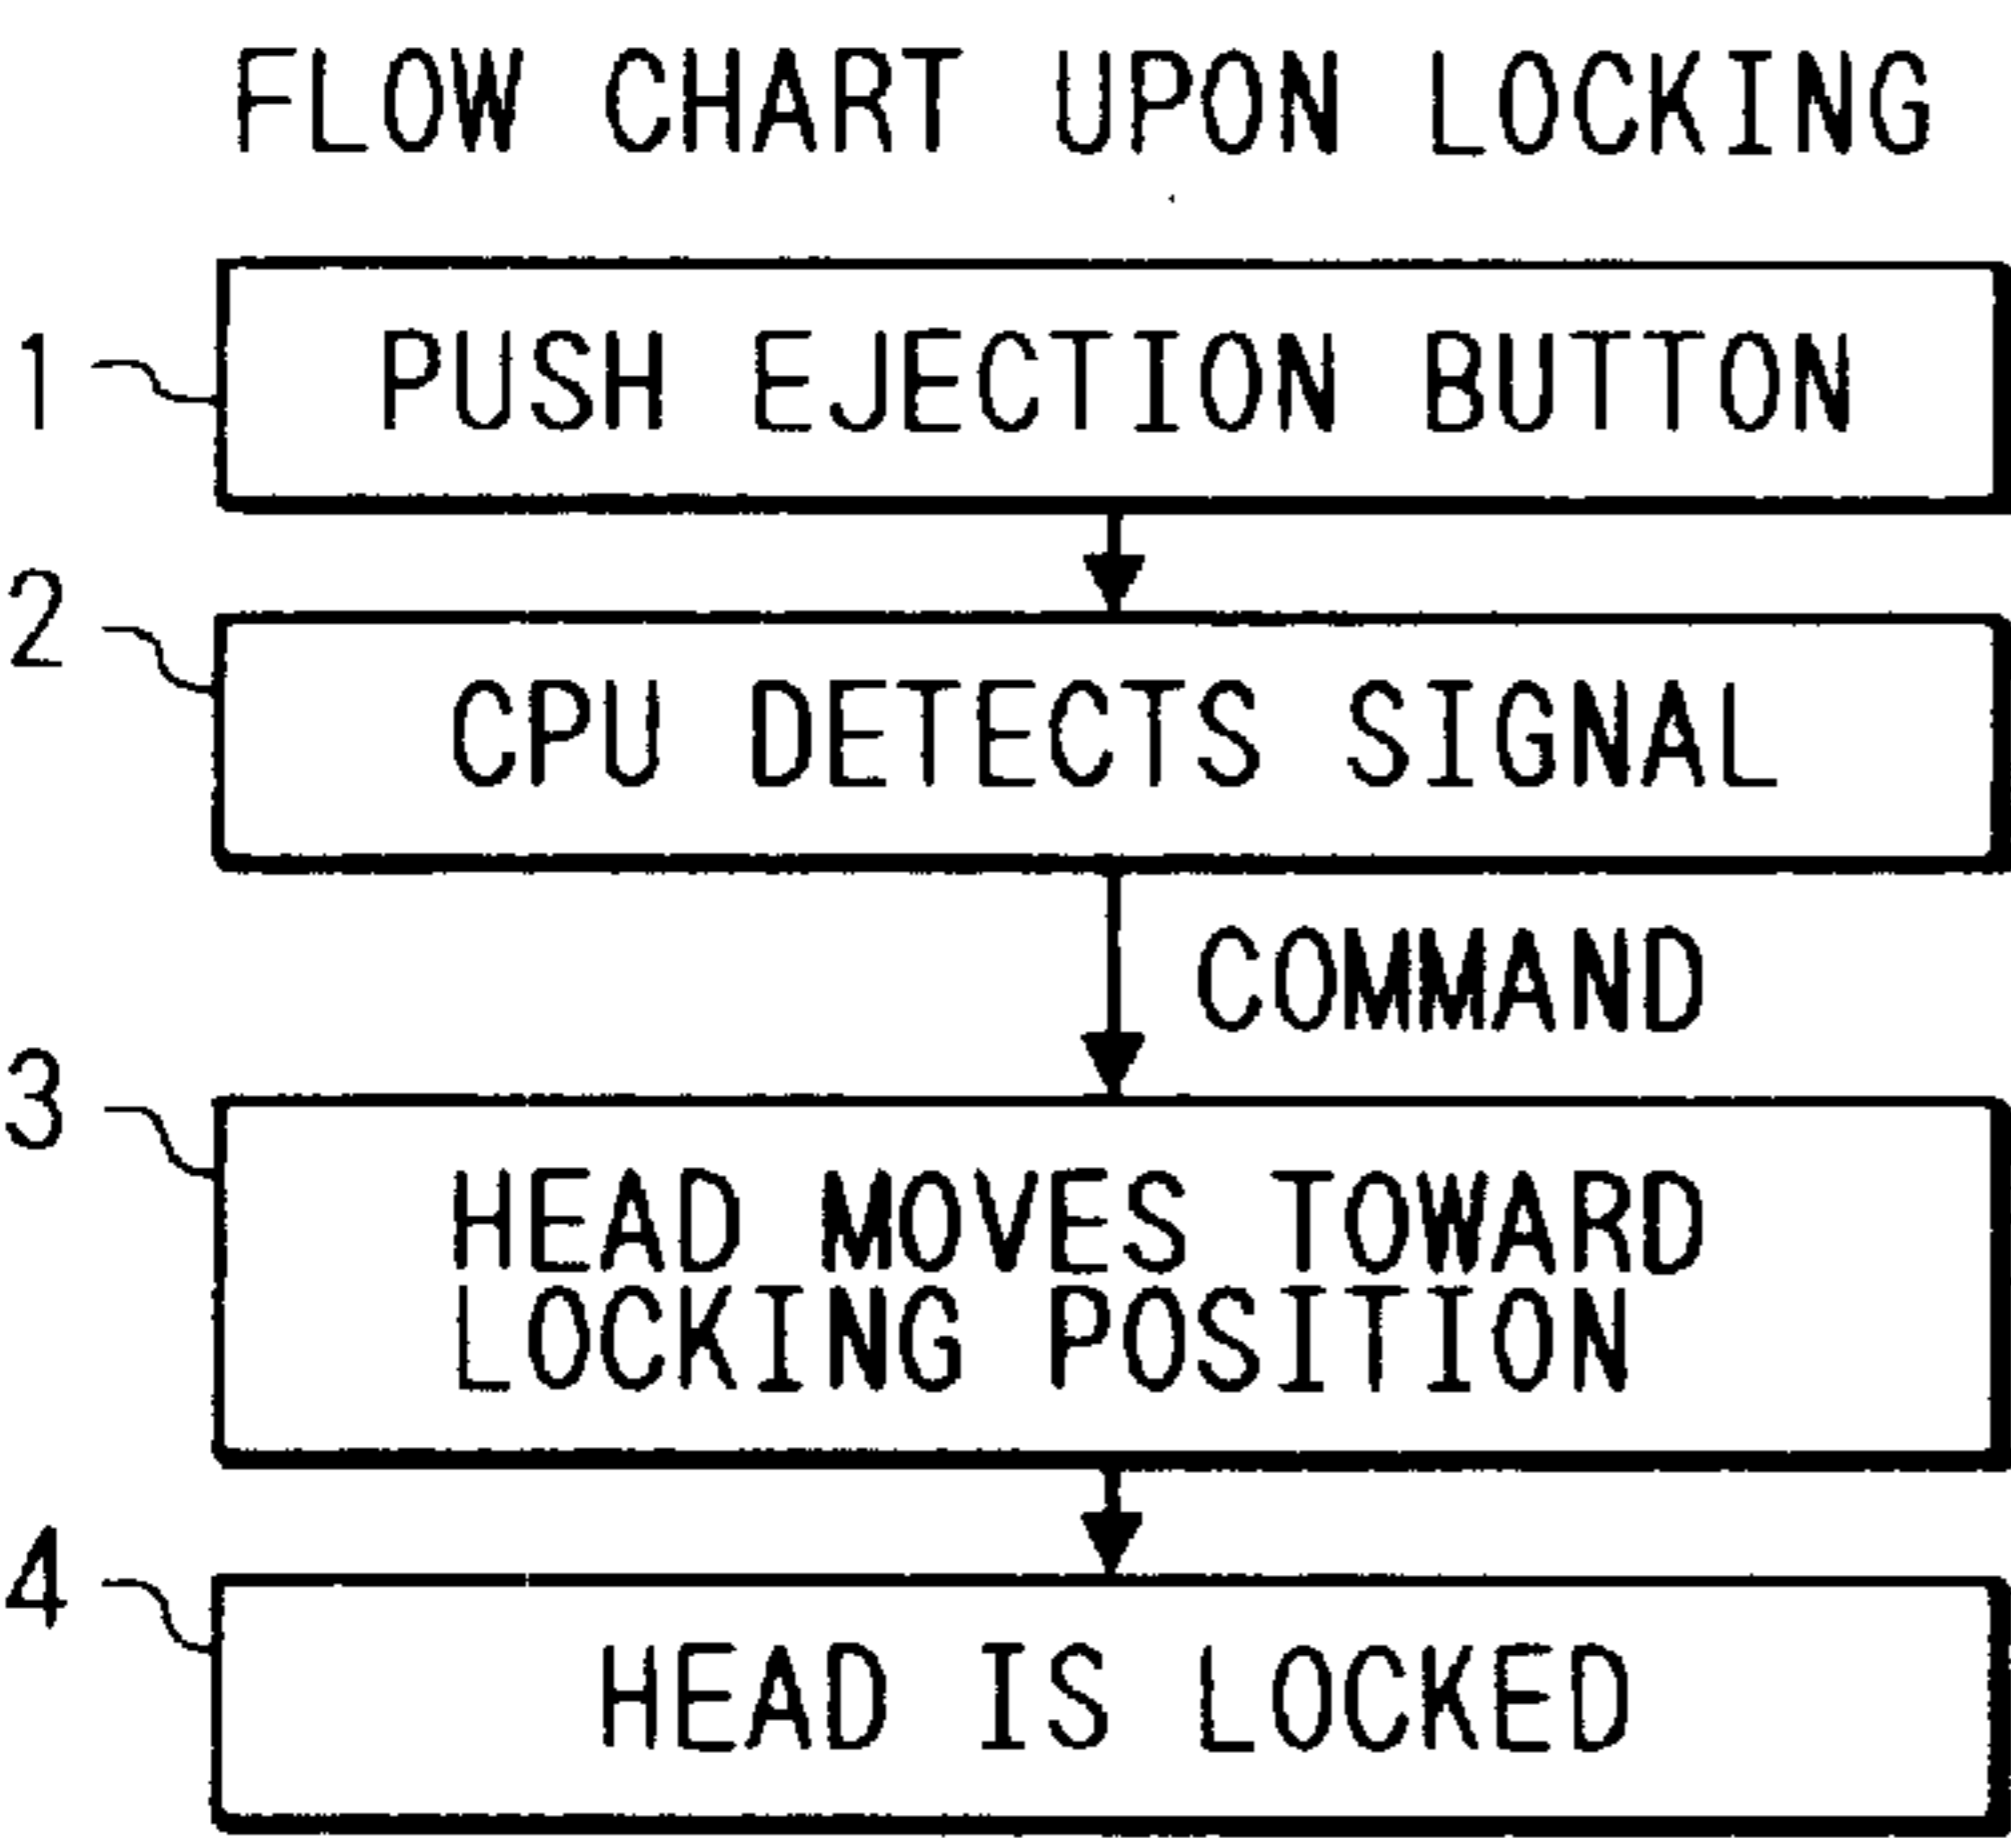 FLOW CHART UPON LOCKING
1
PUSH EJECTION BUTTON
2
CPU DETECTS SIGNAL
COMMAND
3
HEAD MOVES TOWARD
LOCKING POSITION
4
HEAD IS LOCKED